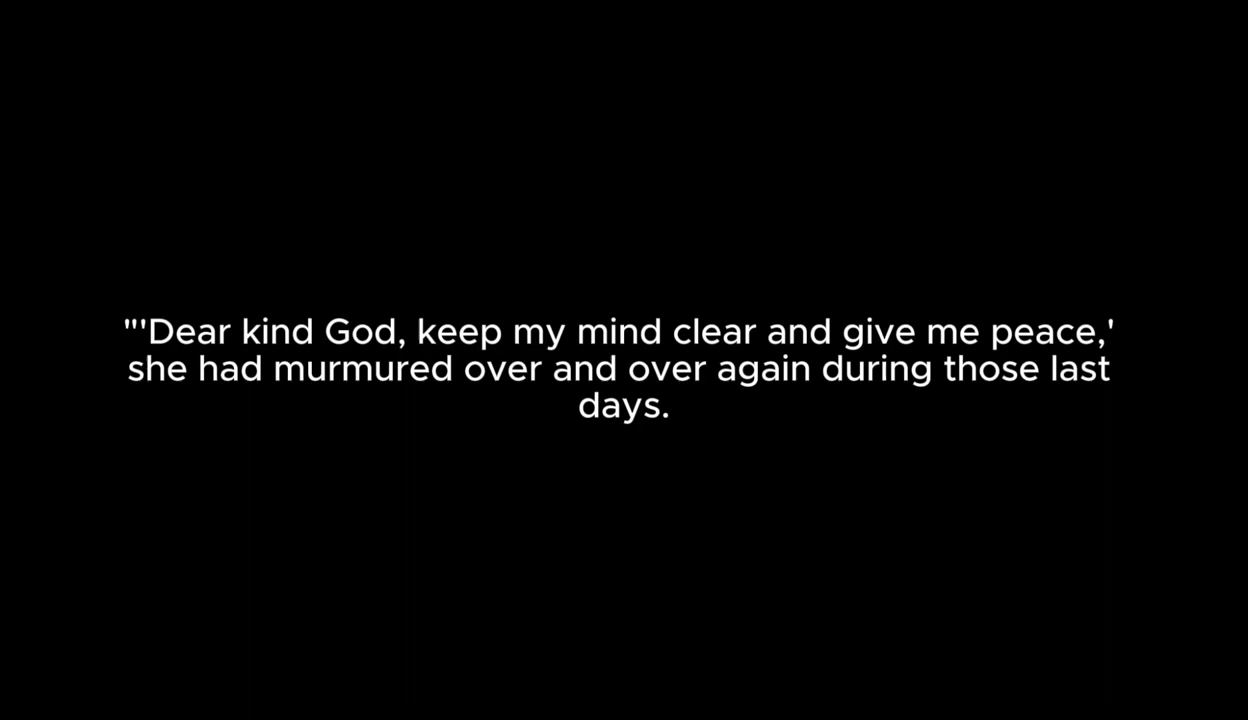 "'Dear kind God, keep my mind clear and give me peace,'
she had murmured over and over again during those last
days.